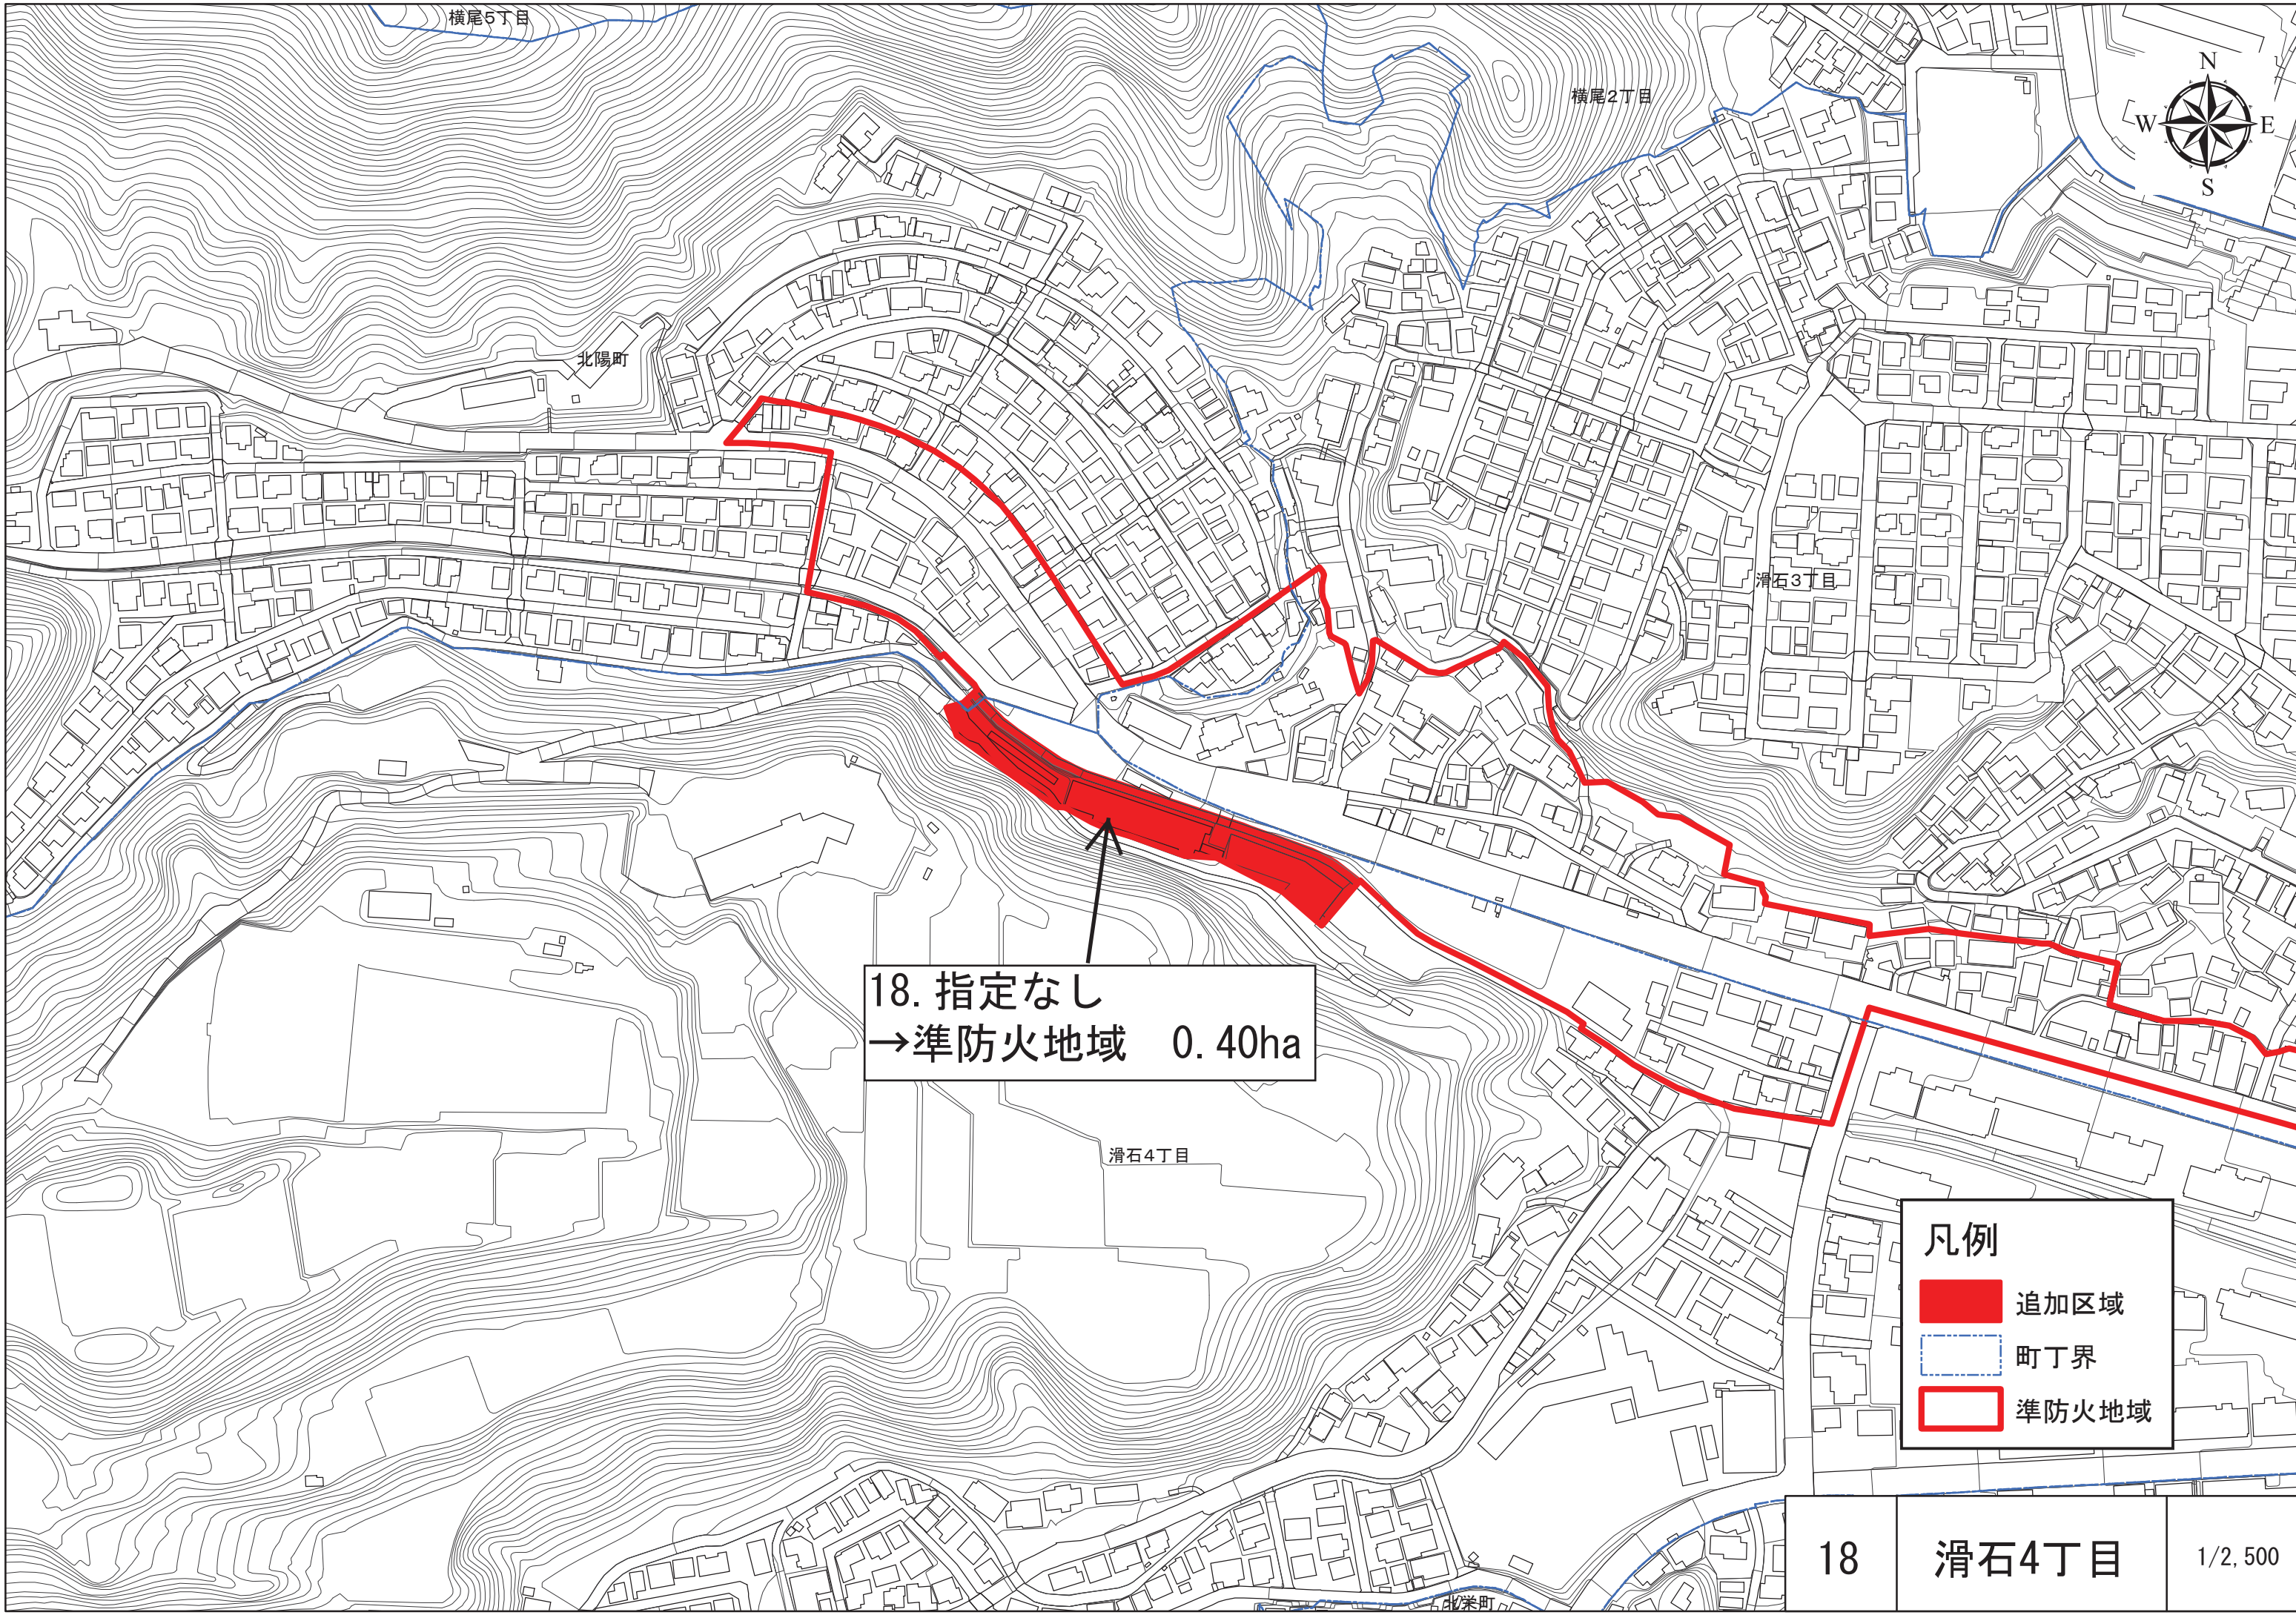 横尾5丁目
横尾2丁目
N
W
E
S
北陽町
滑石3丁目
18. 指定なし
→準防火地域　0.40ha
滑石4丁目
凡例
追加区域
町丁界
準防火地域
北栄町
18
滑石4丁目
1/2,500